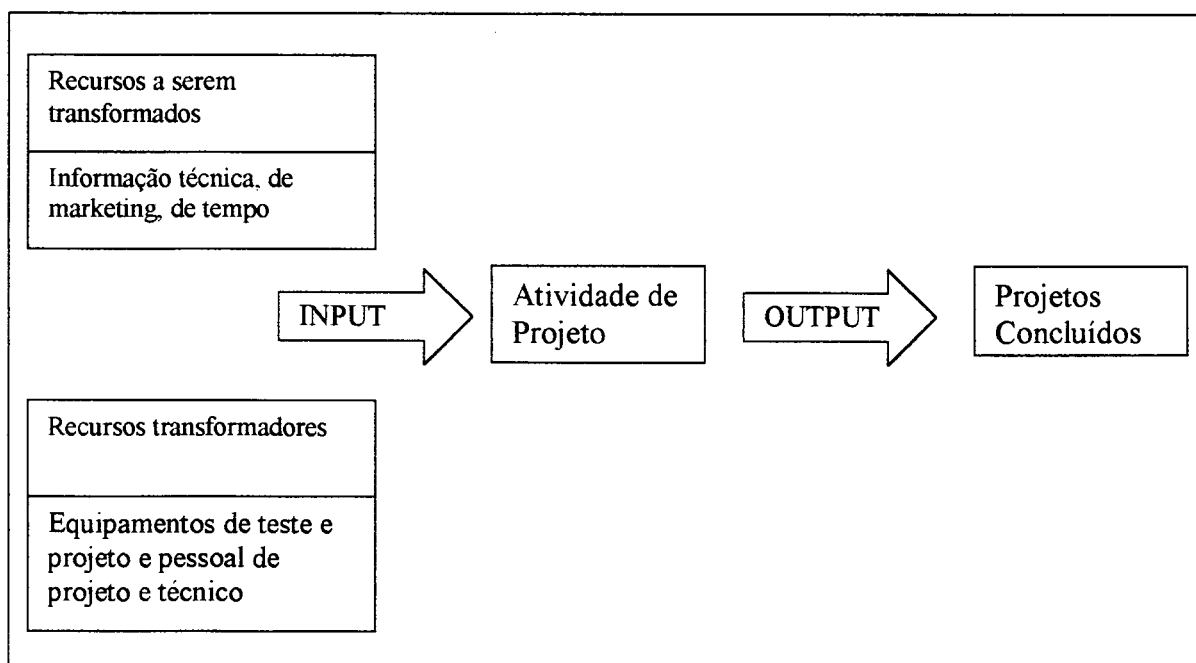 Recursos a serem
transformados
Informação técnica, de
marketing, de tempo
INPUT
Atividade de
Projeto
OUTPUT
Projetos
Concluídos
Recursos transformadores
Equipamentos de teste e
projeto e pessoal de
projeto e técnico